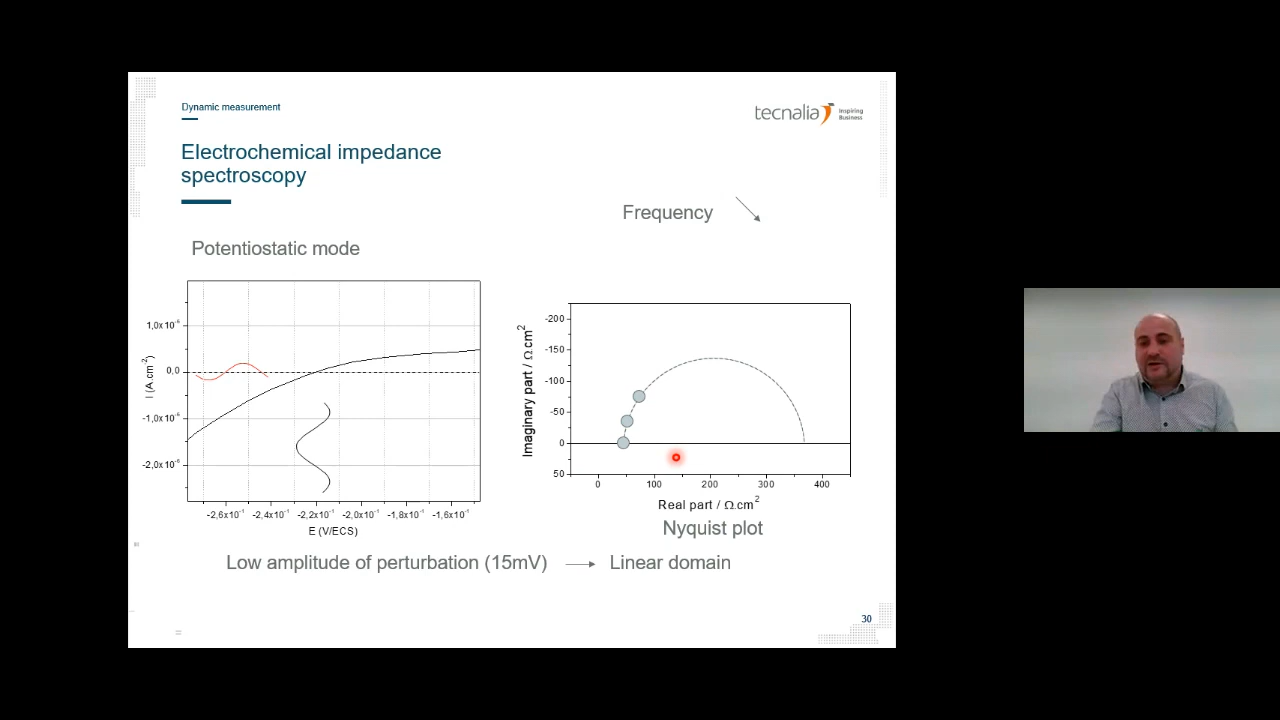 Dynamic measurement
tecnalia Inspiring Business
Electrochemical impedance
spectroscopy
Frequency
Potentiostatic mode
I (A.cm-2)
1,0x10-6
0,0
-1,0x10-6
-2,0x10-6
-2,6x10-1 -2,4x10-1 -2,2x10-1 -2,0x10-1 -1,8x10-1 -1,6x10-1
E (V/ECS)
Imaginary part / Ω.cm2
-200
-150
-100
-50
0
50
0 100 200 300 400
Real part / Ω.cm2
Nyquist plot
Low amplitude of perturbation (15mV) → Linear domain
30